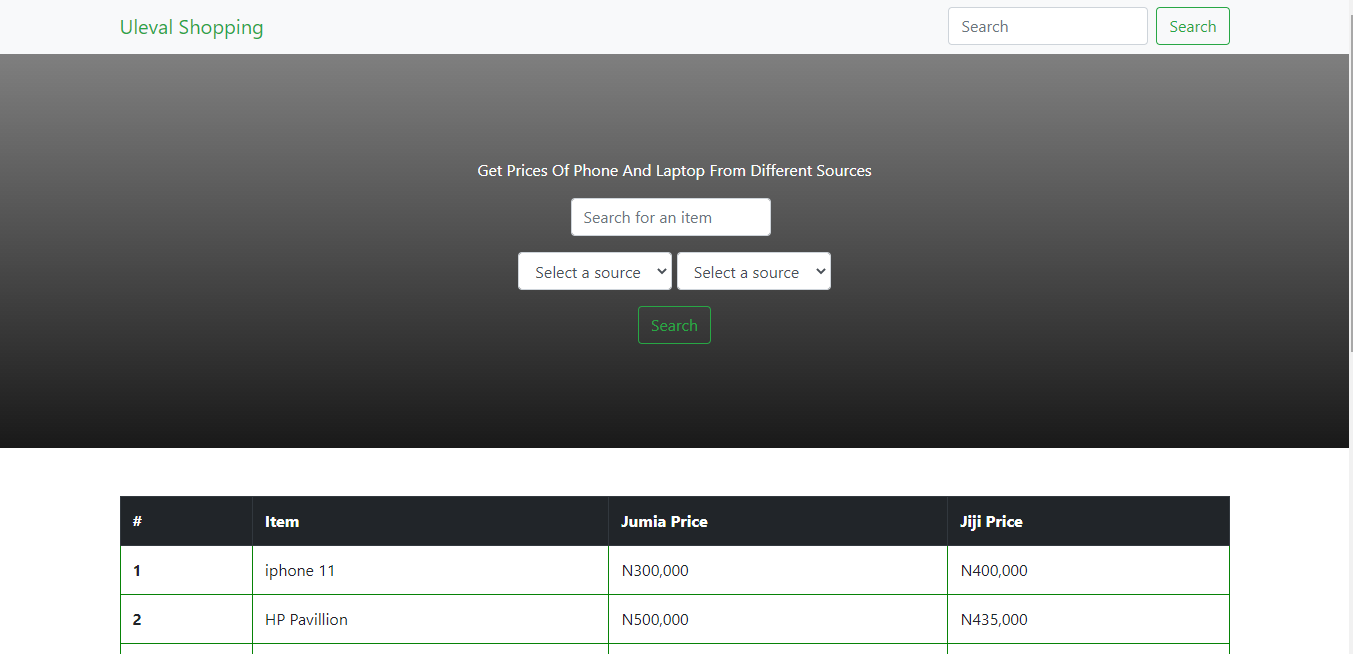 Uleval Shopping Search Search
Get Prices Of Phone And Laptop From Different Sources
Search for an item
Select a source Select a source
Search
# Item Jumia Price Jiji Price
1 iphone 11 N300,000 N400,000
2 HP Pavillion N500,000 N435,000